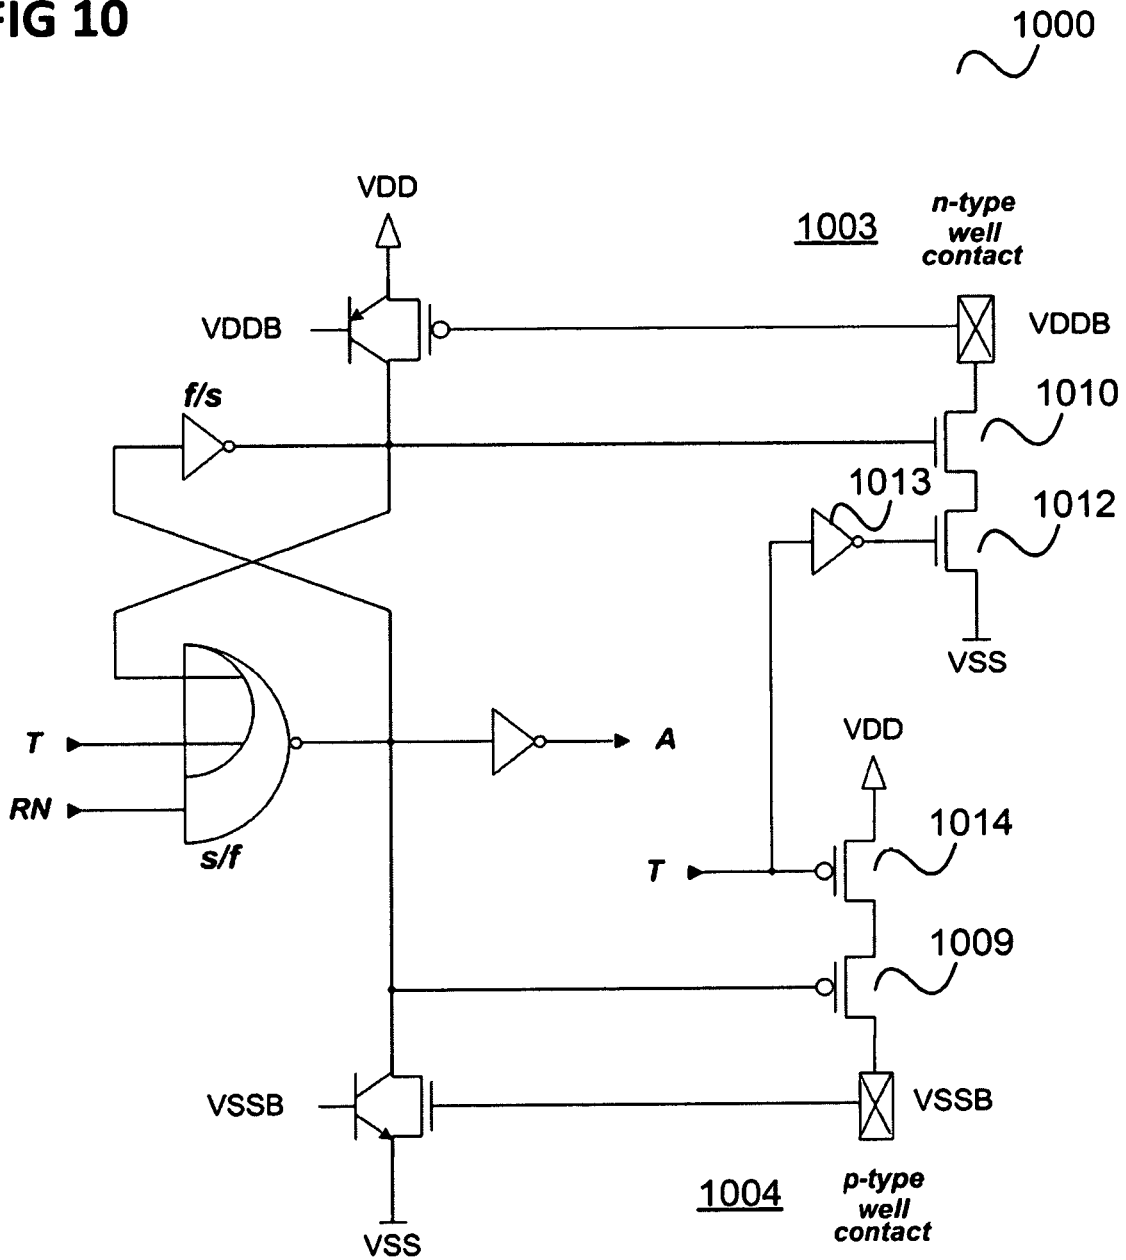 FIG 10
1000
VDD
1003
n-type
well
contact
VDDB
VDDB
f/s
1010
1013
1012
VSS
T
RN
s/f
A
VDD
T
1014
1009
VSSB
VSSB
1004
p-type
well
contact
VSS